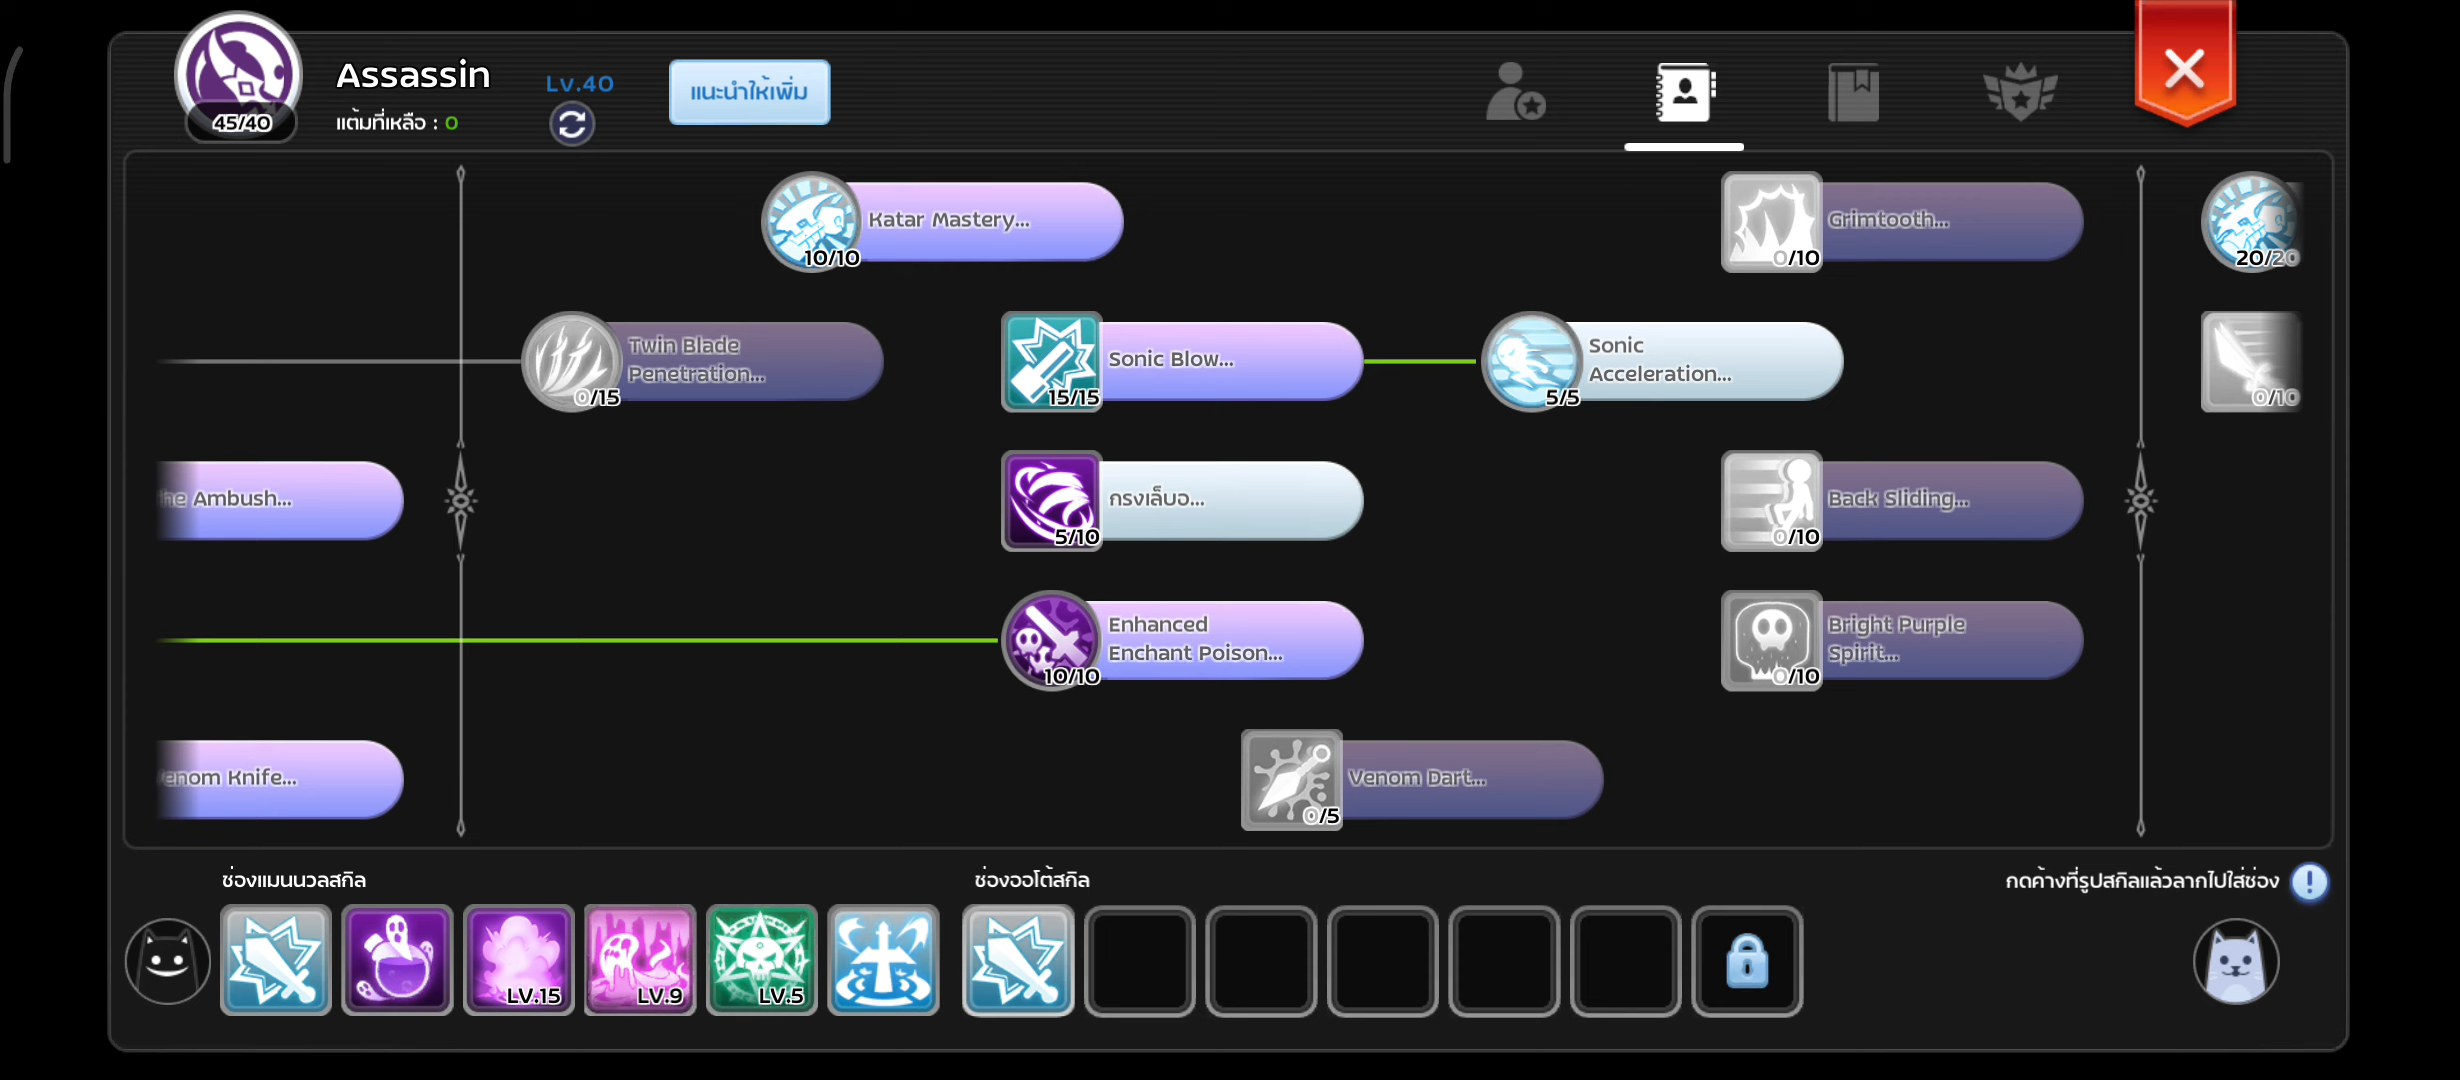 Assassin
Lv.40
แนะนำให้เพิ่ม
45/40
แต้มที่เหลือ : 0
Katar Mastery...
10/10
Grimtooth...
0/10
20/20
Twin Blade
Penetration...
0/15
Sonic Blow...
15/15
Sonic
Acceleration...
5/5
0/10
he Ambush...
กรงเล็บอ...
5/10
Back Sliding...
0/10
Enhanced
Enchant Poison...
10/10
Bright Purple
Spirit...
0/10
enom Knife...
Venom Dart...
0/5
ช่องแมนนวลสกิล
ช่องออโต้สกิล
กดค้างที่รูปสกิลแล้วลากไปใส่ช่อง
LV.15
LV.9
LV.5